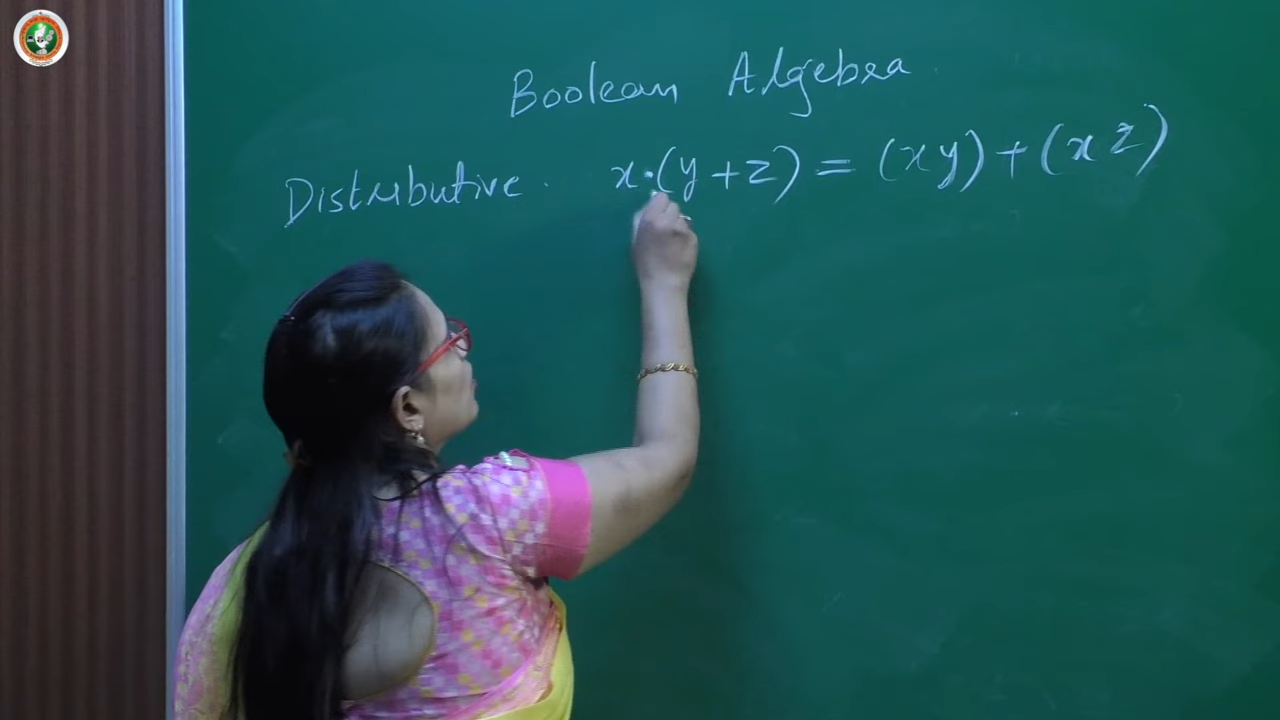 Boolean Algebra
Distributive. x.(y+z) = (xy)+(xz)